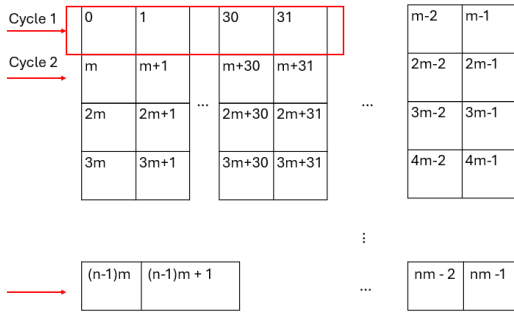 Cycle 1 0 1 30 31 m-2 m-1
Cycle 2 m m+1 m+30 m+31 2m-2 2m-1
... ...
2m 2m+1 2m+30 2m+31 3m-2 3m-1
3m 3m+1 3m+30 3m+31 4m-2 4m-1
⋮
(n-1)m (n-1)m + 1 ... nm - 2 nm -1